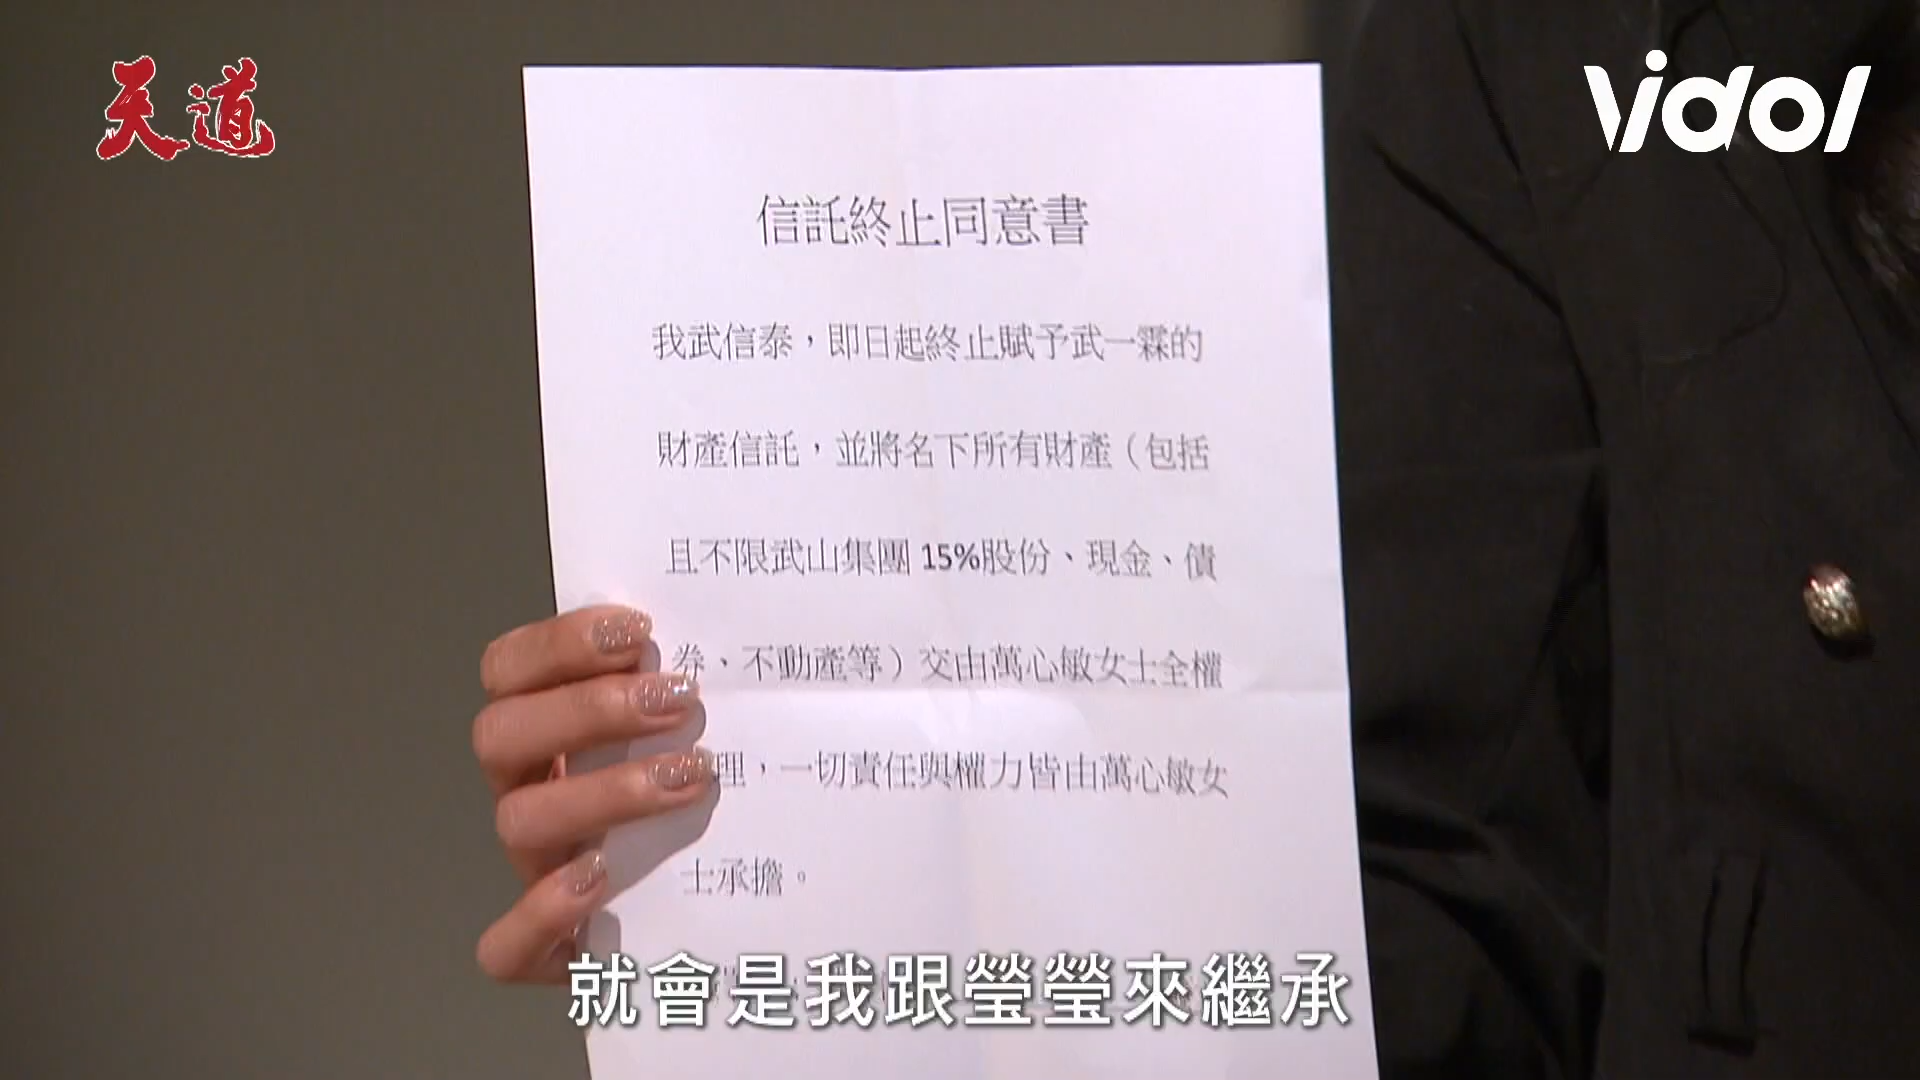 天道
Vidol
信託終止同意書
我武信泰，即日起終止賦予武一霖的
財產信託，並將名下所有財產（包括
且不限武山集團 15%股份、現金、債
券、不動產等）交由萬心敏女士全權
理，一切責任與權力皆由萬心敏女
士承擔。
就會是我跟瑩瑩來繼承